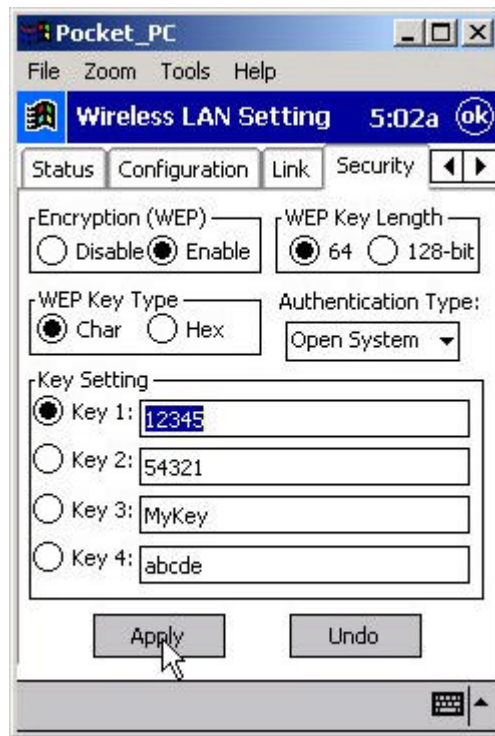 Pocket_PC
File Zoom Tools Help
Wireless LAN Setting 5:02a ok
Status Configuration Link Security
Encryption (WEP) WEP Key Length
Disable Enable 64 128-bit
WEP Key Type Authentication Type:
Char Hex Open System
Key Setting
Key 1: 12345
Key 2: 54321
Key 3: MyKey
Key 4: abcde
Apply Undo